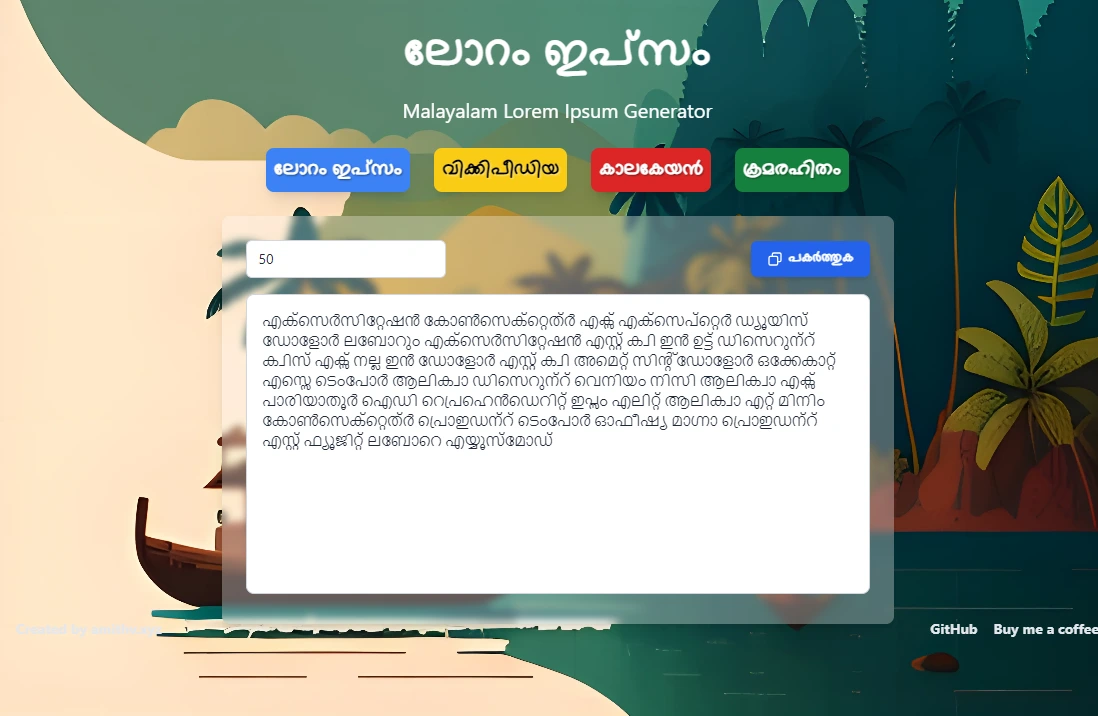 ലോറം ഇപ്സം
Malayalam Lorem Ipsum Generator
ലോറം ഇപ്സം വിക്കിപീഡിയ കാലകേയൻ ക്രമരഹിതം
50 പകർത്തുക
എക്സെർസിറ്റേഷൻ കോൺസെക്റ്റെത്ർ എക്സ് എക്സെപ്റ്റെർ ഡ്യൂയിസ്
ഡോളോർ ലബോറും എക്സെർസിറ്റേഷൻ എസ്റ്റ് ക്വി ഇൻ ഉട്ട് ഡിസെറുന്റ്
ക്വിസ് എക്സ് നല്ല ഇൻ ഡോളോർ എസ്റ്റ് ക്വി അമെറ്റ് സിന്റ് ഡോളോർ ഒക്കേകാറ്റ്
എസ്സെ ടെംപോർ ആലിക്വാ ഡിസെറുന്റ് വെനിയം നിസി ആലിക്വാ എക്സ്
പാരിയാതൂർ ഐഡി റെപ്രഹെൻഡെറിറ്റ് ഇപ്സം എലിറ്റ് ആലിക്വാ എറ്റ് മിനിം
കോൺസെക്റ്റെത്ർ പ്രൊഇഡന്റ് ടെംപോർ ഓഫീഷ്യ മാഗ്നാ പ്രൊഇഡന്റ്
എസ്റ്റ് ഫ്യൂജിറ്റ് ലബോറെ എയ്യൂസ്മോഡ്
Created by GitHub Buy me a coffee